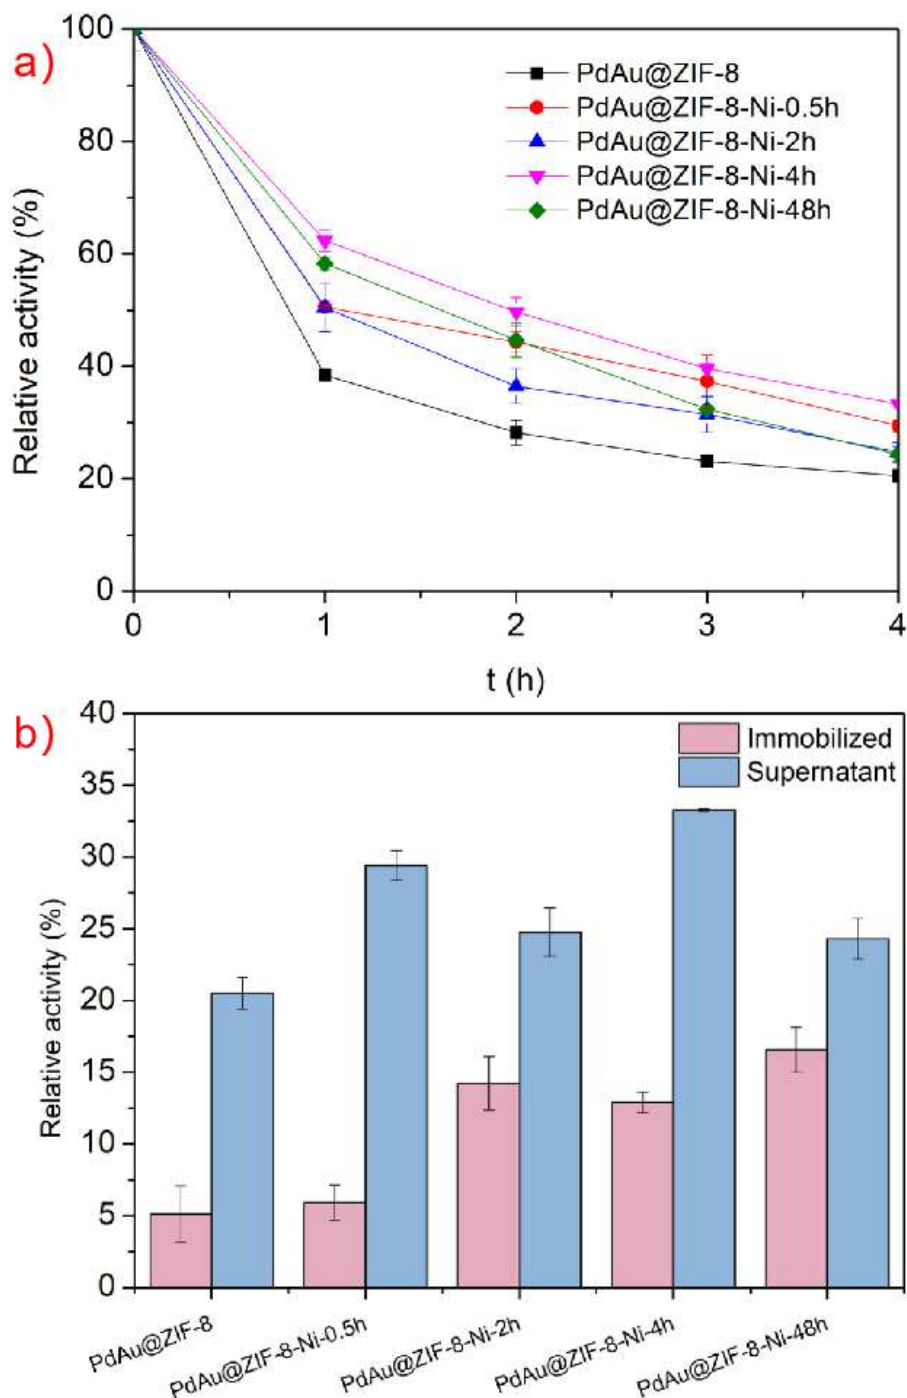 a)
100
80
60
40
20
0
Relative activity (%)
PdAu@ZIF-8
PdAu@ZIF-8-Ni-0.5h
PdAu@ZIF-8-Ni-2h
PdAu@ZIF-8-Ni-4h
PdAu@ZIF-8-Ni-48h
0 1 2 3 4
t (h)
b)
40
35
30
25
20
15
10
5
0
Relative activity (%)
Immobilized
Supernatant
PdAu@ZIF-8
PdAu@ZIF-8-Ni-0.5h
PdAu@ZIF-8-Ni-2h
PdAu@ZIF-8-Ni-4h
PdAu@ZIF-8-Ni-48h